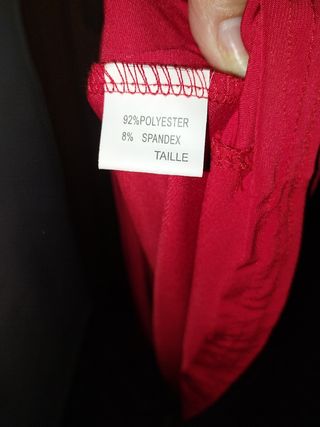 92%POLYESTER
8% SPANDEX
TAILLE